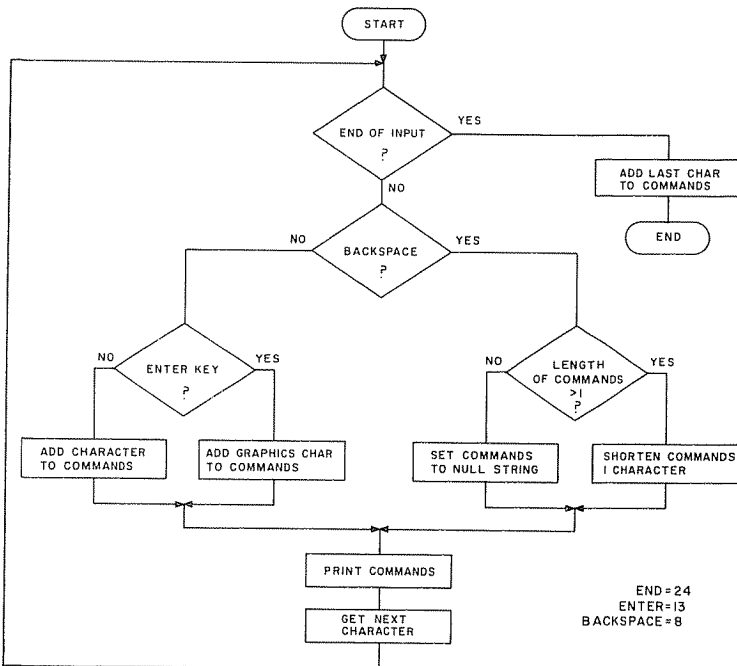 START
END OF INPUT
?
YES
NO
ADD LAST CHAR
TO COMMANDS
END
BACKSPACE
?
NO
YES
ENTER KEY
?
NO
YES
LENGTH
OF COMMANDS
>1
?
NO
YES
ADD CHARACTER
TO COMMANDS
ADD GRAPHICS CHAR
TO COMMANDS
SET COMMANDS
TO NULL STRING
SHORTEN COMMANDS
1 CHARACTER
PRINT COMMANDS
GET NEXT
CHARACTER
END=24
ENTER=13
BACKSPACE=8